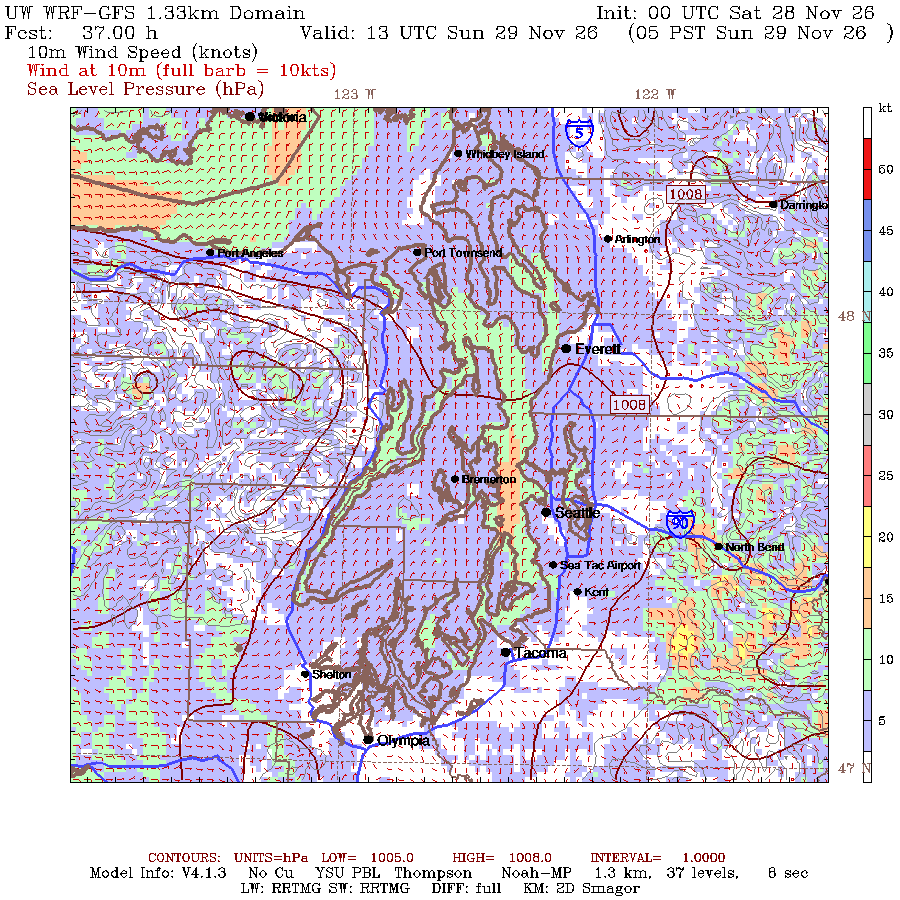 UW WRF-GFS 1.33km Domain Init: 00 UTC Sat 28 Nov 26
Fcst: 37.00 h Valid: 13 UTC Sun 29 Nov 26 (05 PST Sun 29 Nov 26 )
10m Wind Speed (knots)
Wind at 10m (full barb = 10kts)
Sea Level Pressure (hPa)
123 W 122 W
kt
Victoria
5
Whidbey Island
60
1008
Darringto
Arlington
45
Port Angeles
Port Townsend
40
48 N
Everett
35
1008
30
Bremerton
25
Seattle
90
20
North Bend
Sea Tac Airport
Kent
15
Tacoma
10
Shelton
5
Olympia
47 N
CONTOURS: UNITS=hPa LOW= 1005.0 HIGH= 1008.0 INTERVAL= 1.0000
Model Info: V4.1.3 No Cu YSU PBL Thompson Noah-MP 1.3 km, 37 levels, 8 sec
LW: RRTMG SW: RRTMG DIFF: full KM: 2D Smagor